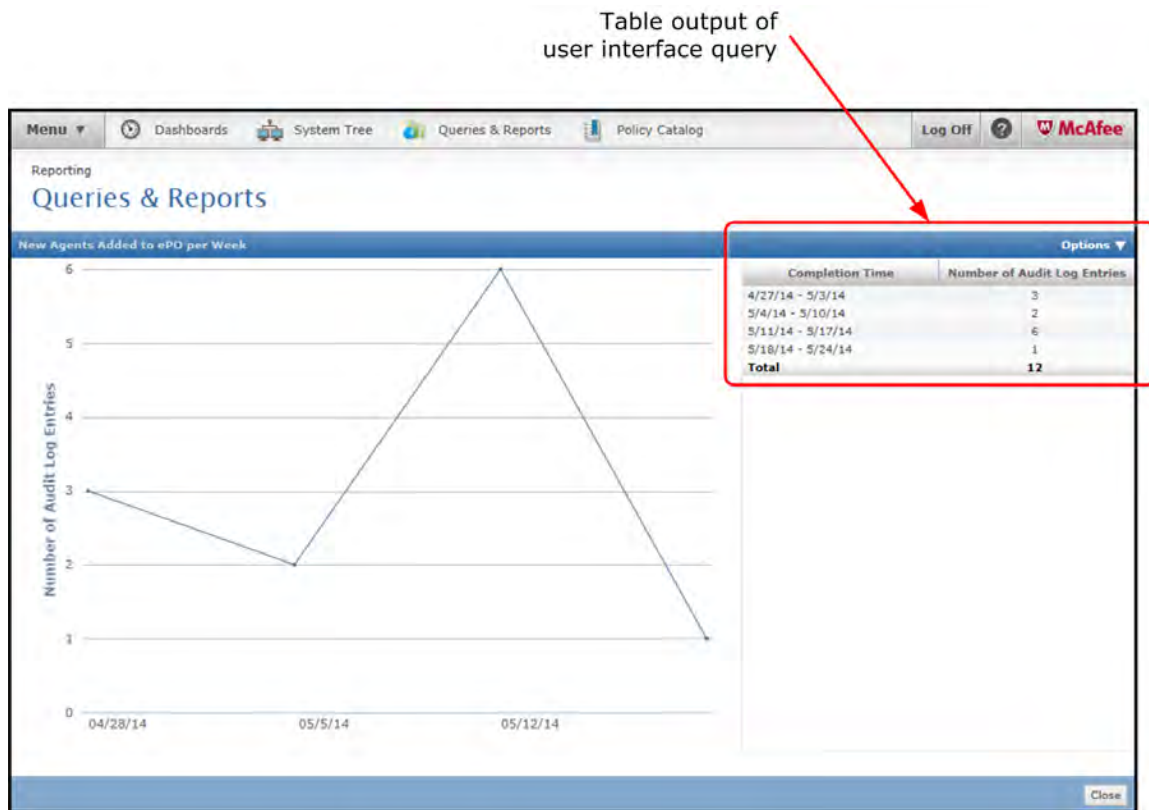 Table output of
user interface query
Menu ▼ Dashboards System Tree Queries & Reports Policy Catalog Log Off ? McAfee
Reporting
Queries & Reports
New Agents Added to ePO per Week
Options ▼
Completion Time Number of Audit Log Entries
4/27/14 - 5/3/14 3
5/4/14 - 5/10/14 2
5/11/14 - 5/17/14 6
5/18/14 - 5/24/14 1
Total 12
Number of Audit Log Entries
6
5
4
3
2
1
0
04/28/14 05/5/14 05/12/14
Close